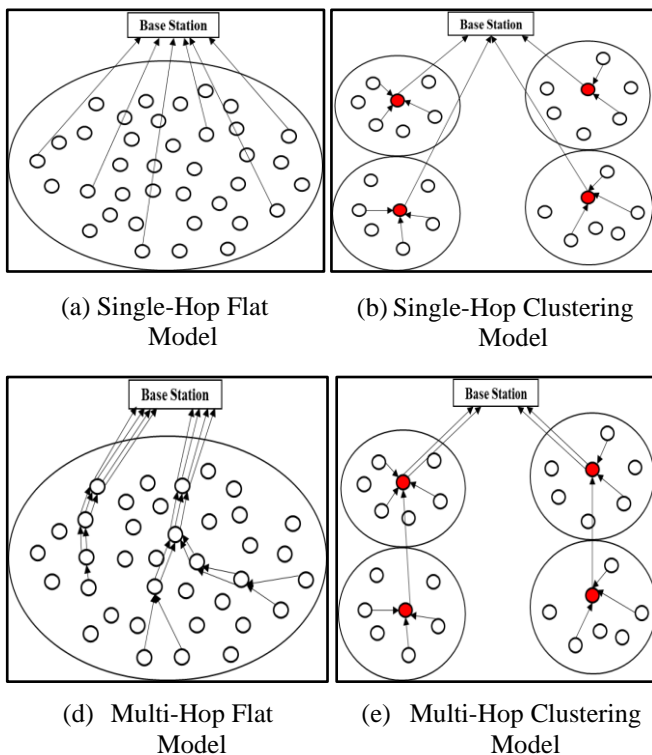 Base Station
Base Station
(a) Single-Hop Flat
Model
(b) Single-Hop Clustering
Model
Base Station
Base Station
(d) Multi-Hop Flat
Model
(e) Multi-Hop Clustering
Model